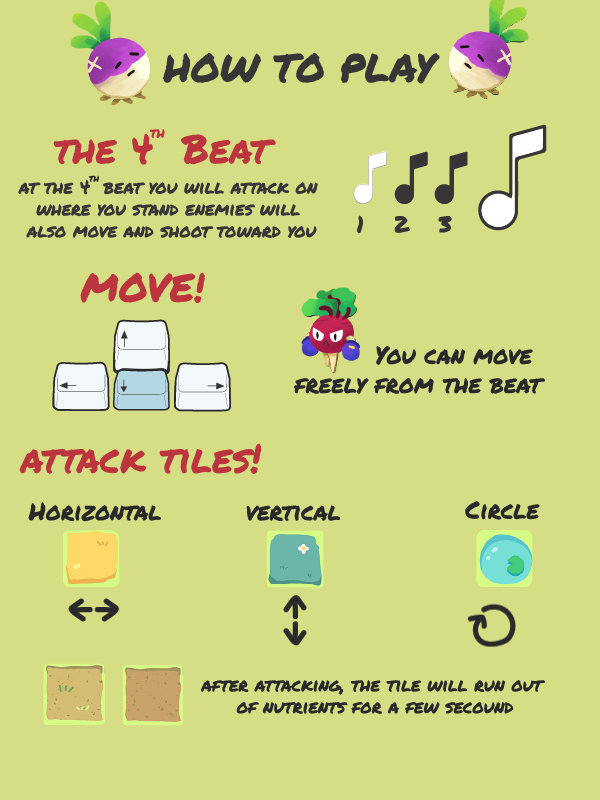 HOW TO PLAY
THE 4TH BEAT
AT THE 4TH BEAT YOU WILL ATTACK ON
WHERE YOU STAND ENEMIES WILL
ALSO MOVE AND SHOOT TOWARD YOU
1 2 3
MOVE!
YOU CAN MOVE
FREELY FROM THE BEAT
ATTACK TILES!
HORIZONTAL
VERTICAL
CIRCLE
AFTER ATTACKING, THE TILE WILL RUN OUT
OF NUTRIENTS FOR A FEW SECOUND